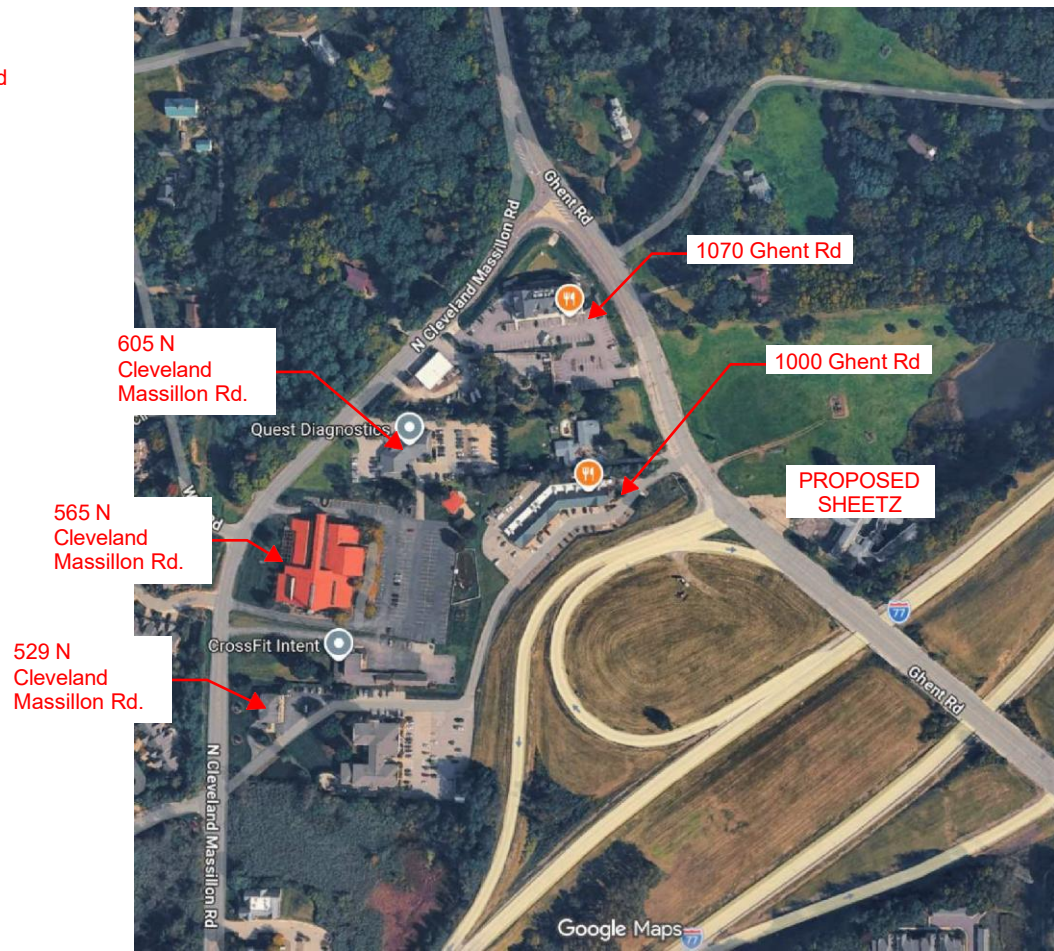 d
Ghent Rd
N Cleveland Massillon Rd
1070 Ghent Rd
605 N
Cleveland
Massillon Rd.
1000 Ghent Rd
Quest Diagnostics
PROPOSED
SHEETZ
565 N
Cleveland
Massillon Rd.
77
CrossFit Intent
529 N
Cleveland
Massillon Rd.
Ghent Rd
N Cleveland Massillon Rd
Google Maps
77